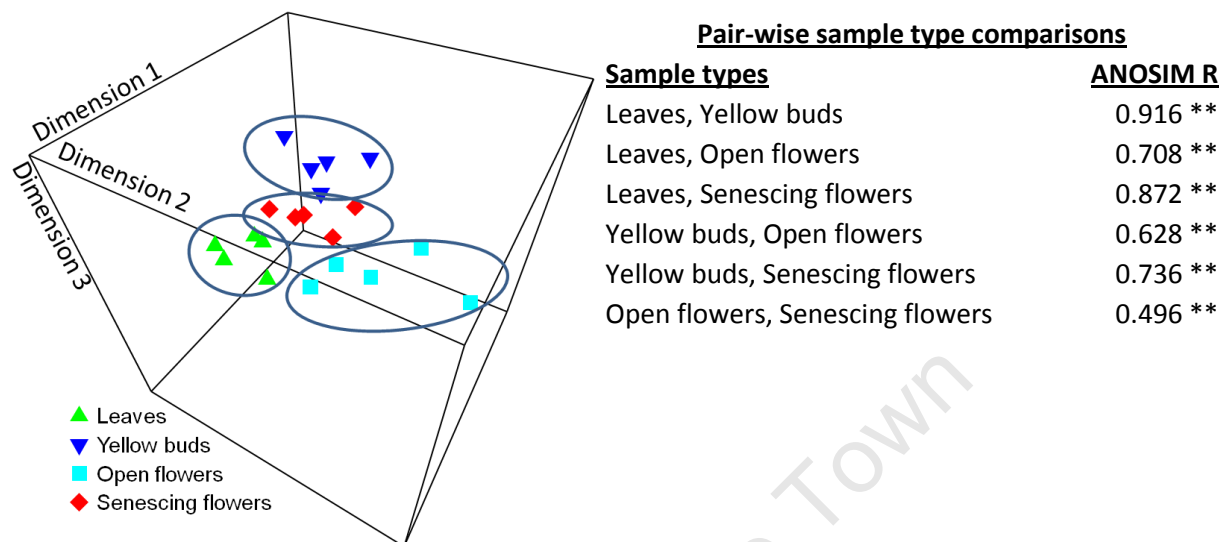 Dimension 1
Dimension 2
Dimension 3
Leaves
Yellow buds
Open flowers
Senescing flowers
Pair-wise sample type comparisons
Sample types ANOSIM R
Leaves, Yellow buds 0.916 **
Leaves, Open flowers 0.708 **
Leaves, Senescing flowers 0.872 **
Yellow buds, Open flowers 0.628 **
Yellow buds, Senescing flowers 0.736 **
Open flowers, Senescing flowers 0.496 **
Town